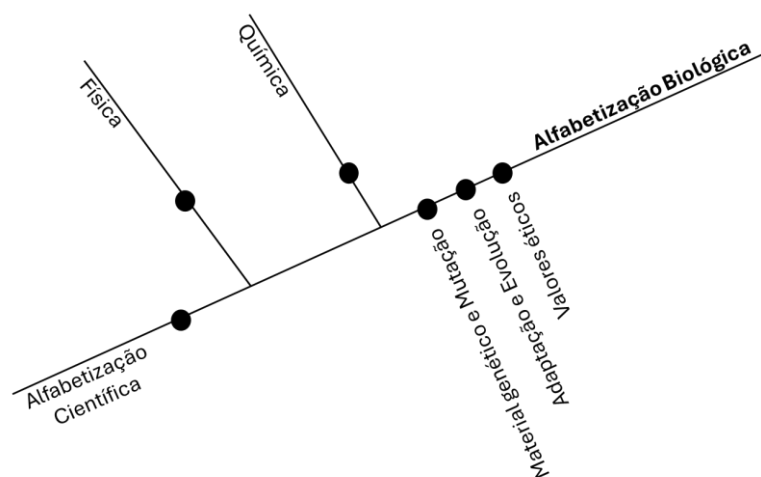 Física
Química
Alfabetização Biológica
Alfabetização
Científica
Material genético e Mutação
Adaptação e Evolução
Valores éticos